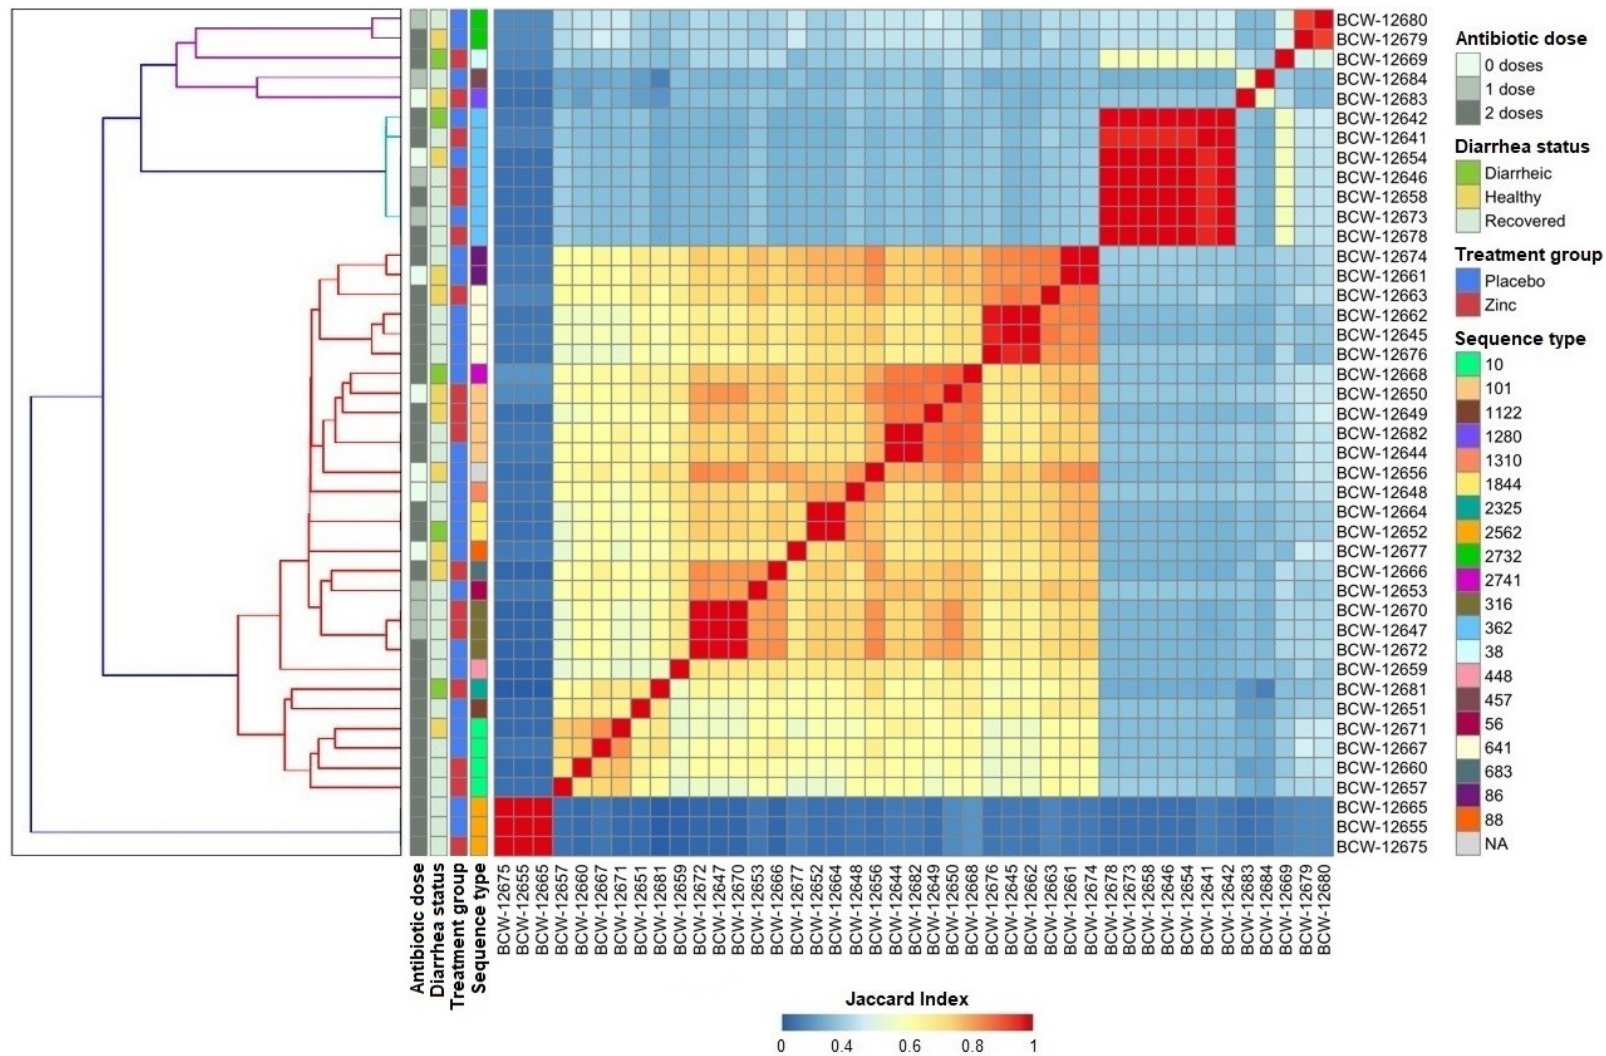 BCW-12680
BCW-12679
BCW-12669
BCW-12684
BCW-12683
BCW-12642
BCW-12641
BCW-12654
BCW-12646
BCW-12658
BCW-12673
BCW-12678
BCW-12674
BCW-12661
BCW-12663
BCW-12662
BCW-12645
BCW-12676
BCW-12668
BCW-12650
BCW-12649
BCW-12682
BCW-12644
BCW-12656
BCW-12648
BCW-12664
BCW-12652
BCW-12677
BCW-12666
BCW-12653
BCW-12670
BCW-12647
BCW-12672
BCW-12659
BCW-12681
BCW-12651
BCW-12671
BCW-12667
BCW-12660
BCW-12657
BCW-12665
BCW-12655
BCW-12675
Antibiotic dose
0 doses
1 dose
2 doses
Diarrhea status
Diarrheic
Healthy
Recovered
Treatment group
Placebo
Zinc
Sequence type
10
101
1122
1280
1310
1844
2325
2562
2732
2741
316
362
38
448
457
56
641
683
86
88
NA
Antibiotic dose
Diarrhea status
Treatment group
Sequence type
BCW-12675
BCW-12655
BCW-12665
BCW-12657
BCW-12660
BCW-12667
BCW-12671
BCW-12651
BCW-12681
BCW-12659
BCW-12672
BCW-12647
BCW-12670
BCW-12653
BCW-12666
BCW-12677
BCW-12652
BCW-12664
BCW-12648
BCW-12656
BCW-12644
BCW-12682
BCW-12649
BCW-12650
BCW-12668
BCW-12676
BCW-12645
BCW-12662
BCW-12663
BCW-12661
BCW-12674
BCW-12678
BCW-12673
BCW-12658
BCW-12646
BCW-12654
BCW-12641
BCW-12642
BCW-12683
BCW-12684
BCW-12669
BCW-12679
BCW-12680
Jaccard Index
0 0.4 0.6 0.8 1